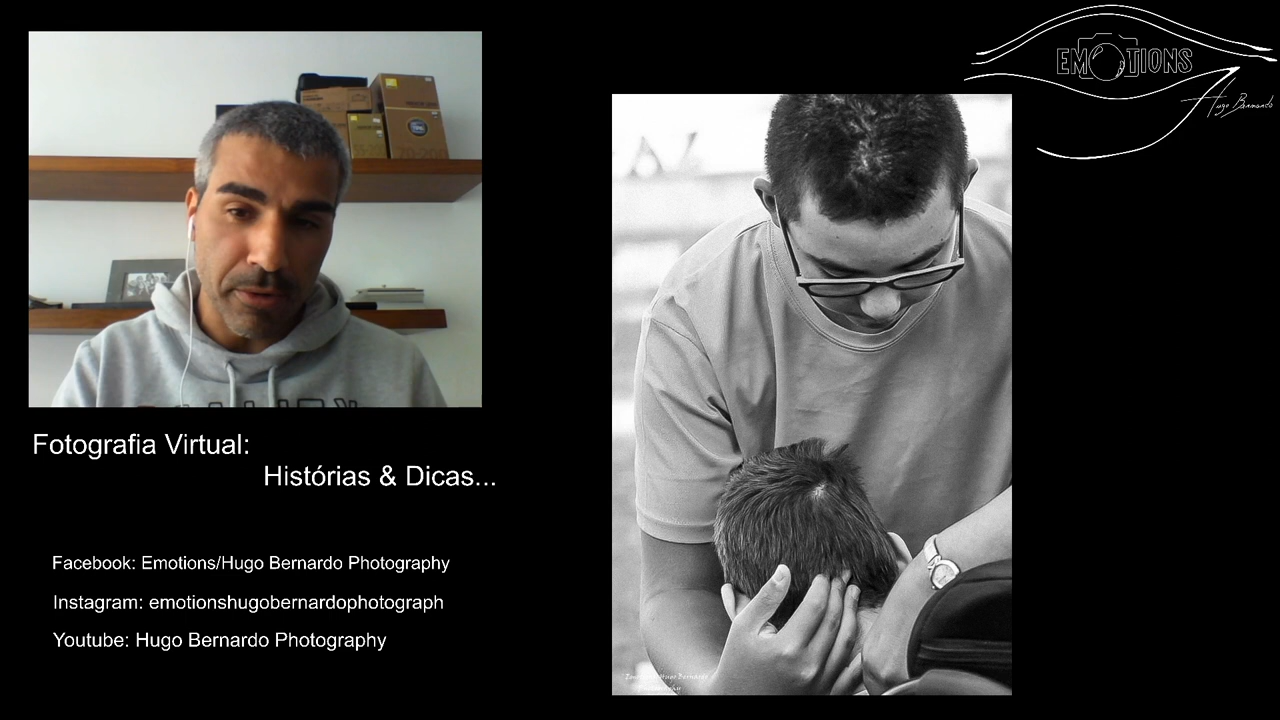 EMOTIONS
Hugo Bernardo
Fotografia Virtual:
Histórias & Dicas...
Facebook: Emotions/Hugo Bernardo Photography
Instagram: emotionshugobernardophotograph
Youtube: Hugo Bernardo Photography